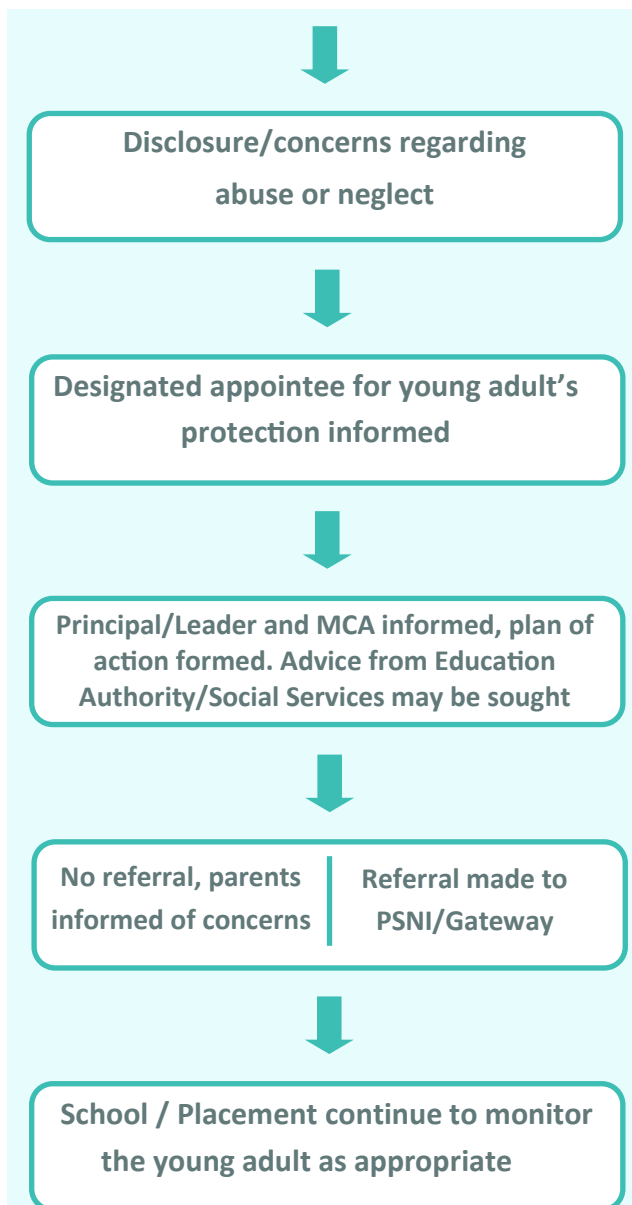 Disclosure/concerns regarding
abuse or neglect
Designated appointee for young adult’s
protection informed
Principal/Leader and MCA informed, plan of
action formed. Advice from Education
Authority/Social Services may be sought
No referral, parents
informed of concerns
Referral made to
PSNI/Gateway
School / Placement continue to monitor
the young adult as appropriate